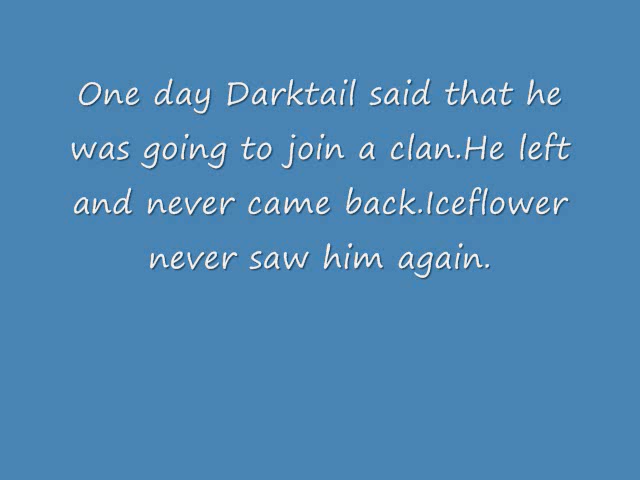 One day Darktail said that he
was going to join a clan.He left
and never came back.Iceflower
never saw him again.